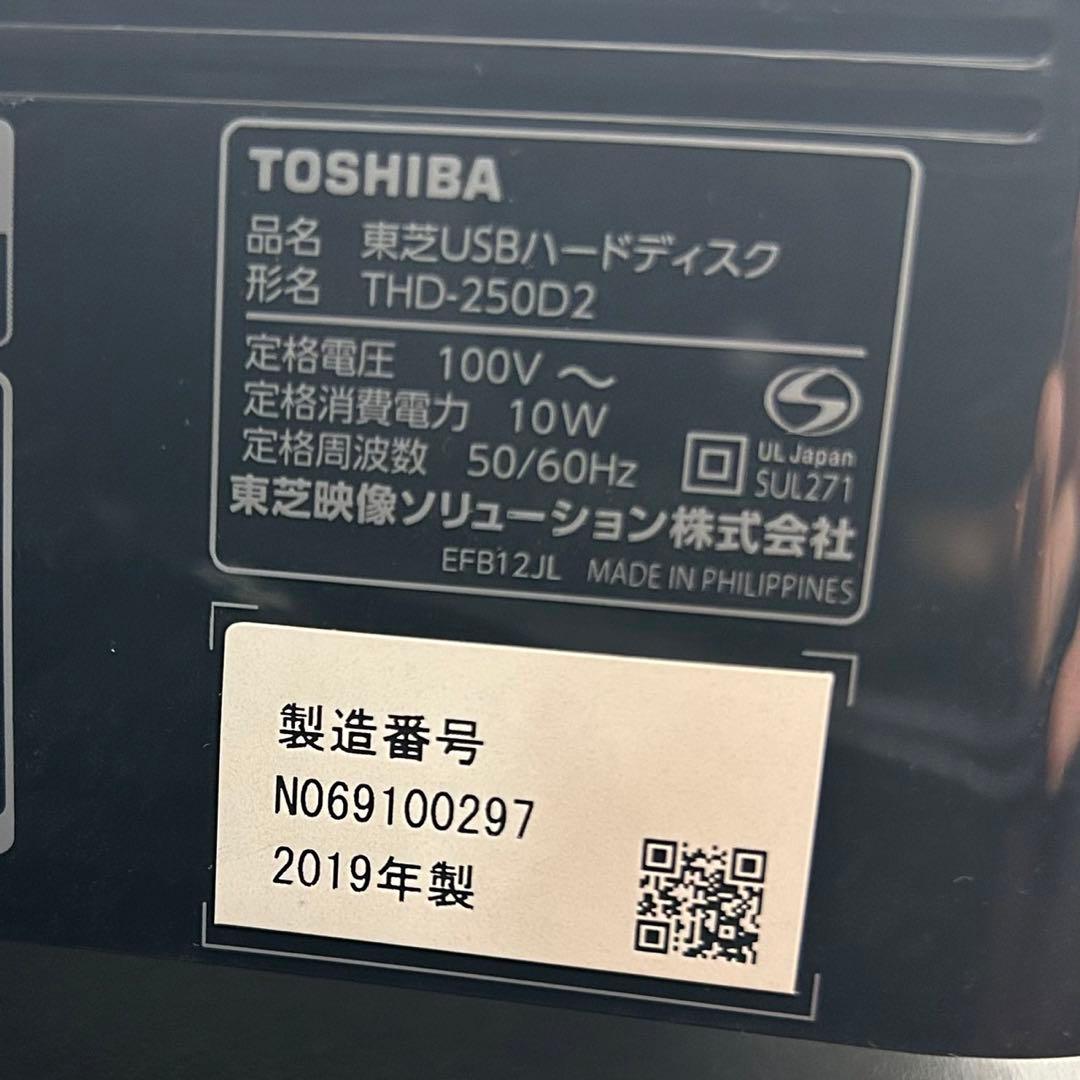 TOSHIBA
品名 東芝USBハードディスク
形名 THD-250D2
定格電圧 100V ～
定格消費電力 10W
定格周波数 50/60Hz
UL Japan
SUL271
東芝映像ソリューション株式会社
EFB12JL MADE IN PHILIPPINES
製造番号
N069100297
2019年製